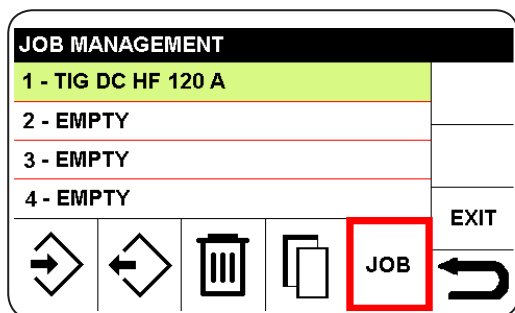 JOB MANAGEMENT
1 - TIG DC HF 120 A
2 - EMPTY
3 - EMPTY
4 - EMPTY
EXIT
JOB